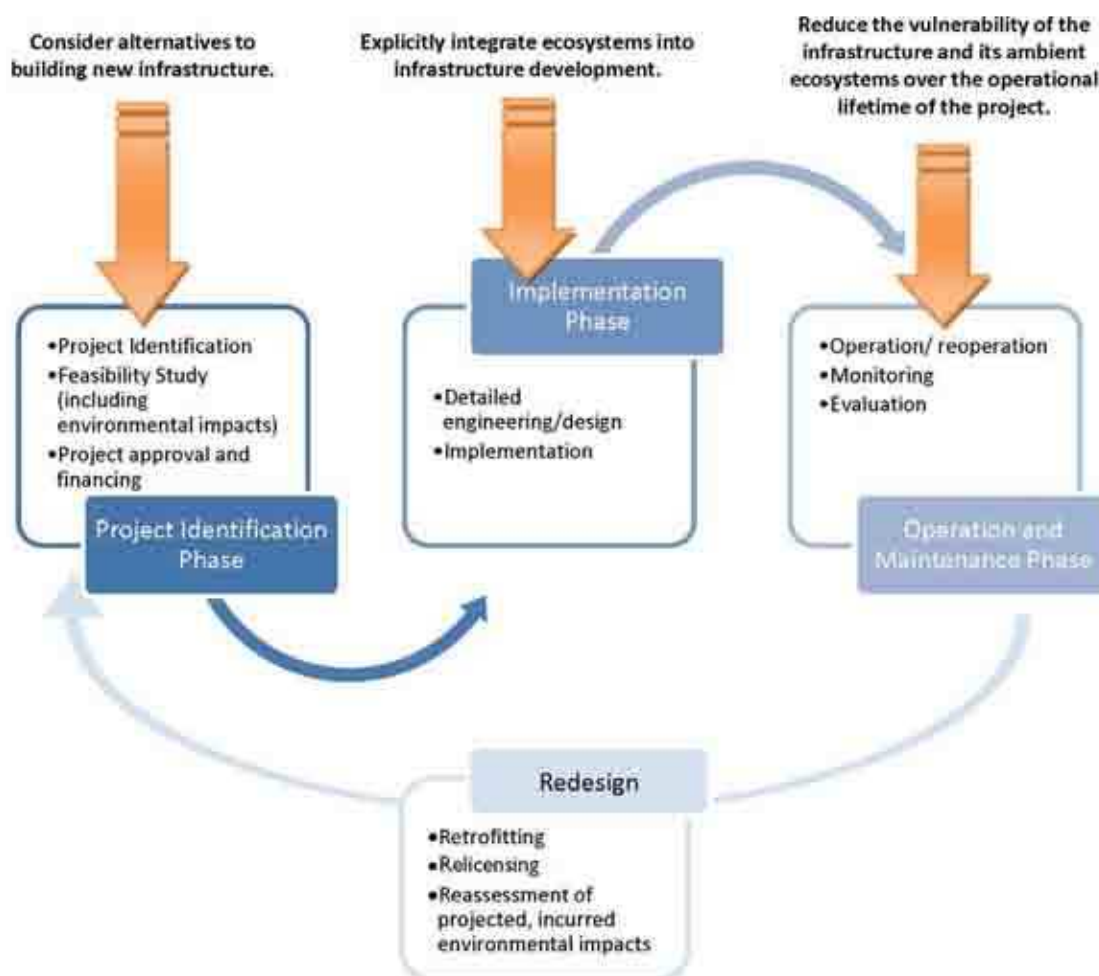 Consider alternatives to
building new infrastructure.
Explicitly integrate ecosystems into
infrastructure development.
Reduce the vulnerability of the
infrastructure and its ambient
ecosystems over the operational
lifetime of the project.
•Project Identification
•Feasibility Study
(including
environmental impacts)
•Project approval and
financing
Project Identification
Phase
Implementation
Phase
•Detailed
engineering/design
•Implementation
•Operation/ reoperation
•Monitoring
•Evaluation
Operation and
Maintenance Phase
Redesign
•Retrofitting
•Relicensing
•Reassessment of
projected, incurred
environmental impacts